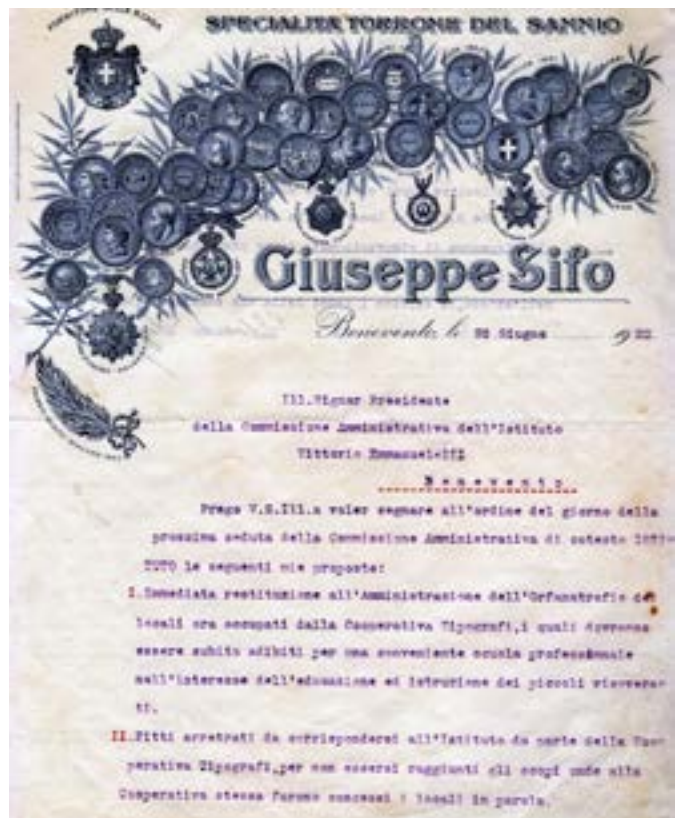 SPECIALITÀ TORRONE DEL SANNIO
Giuseppe Sifo
Benevento, li Giugno 1922
Ill.Signor Presidente
della Commissione Amministrativa dell'Istituto
Vittorio Emmanuel-III
Benevento
Prego V.S.Ill.a voler segnare all'ordine del giorno della
prossima seduta della Commissione Amministrativa di cotesto ISTI-
TUTO le seguenti mie proposte:
I.Immediata restituzione all'Amministrazione dell'Orfanotrofio dei
locali ora occupati dalla Cooperativa Tipografi,i quali dovranno
essere subito adibiti per una conveniente scuola professionale
nell'interesse dell'educazione ed istruzione dei piccoli ricovera-
ti.
II.Fitti arretrati da corrispondersi all'Istituto da parte della Coo-
perativa Tipografi,per non essersi raggiunti gli scopi onde alla
Cooperativa stessa furono concessi i locali in parola.